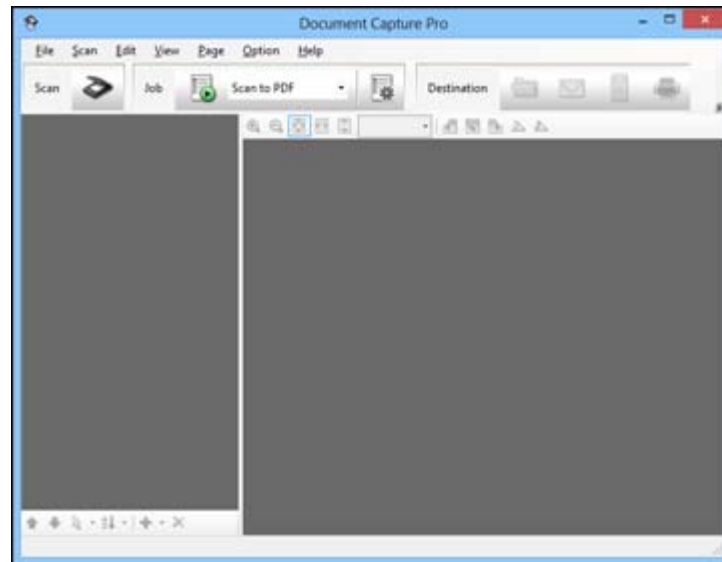 Document Capture Pro
File Scan Edit View Page Option Help
Scan Job Scan to PDF Destination